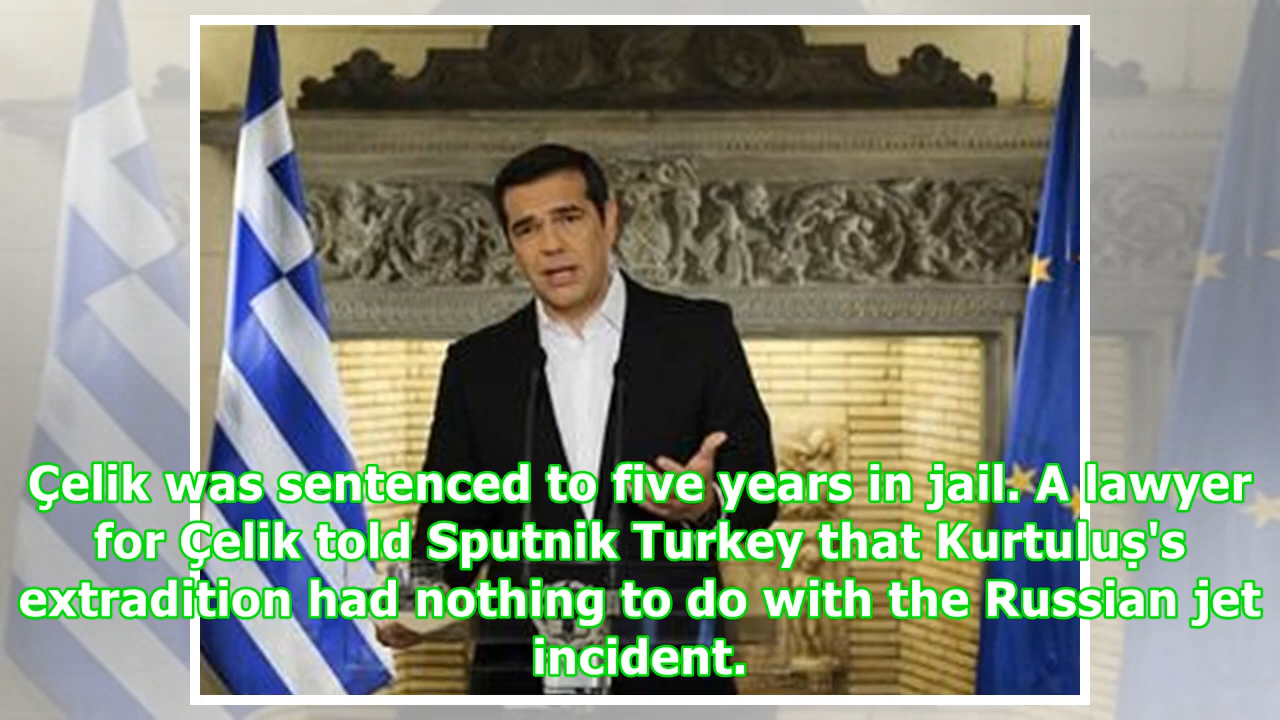 Çelik was sentenced to five years in jail. A lawyer
for Çelik told Sputnik Turkey that Kurtuluş's
extradition had nothing to do with the Russian jet
incident.